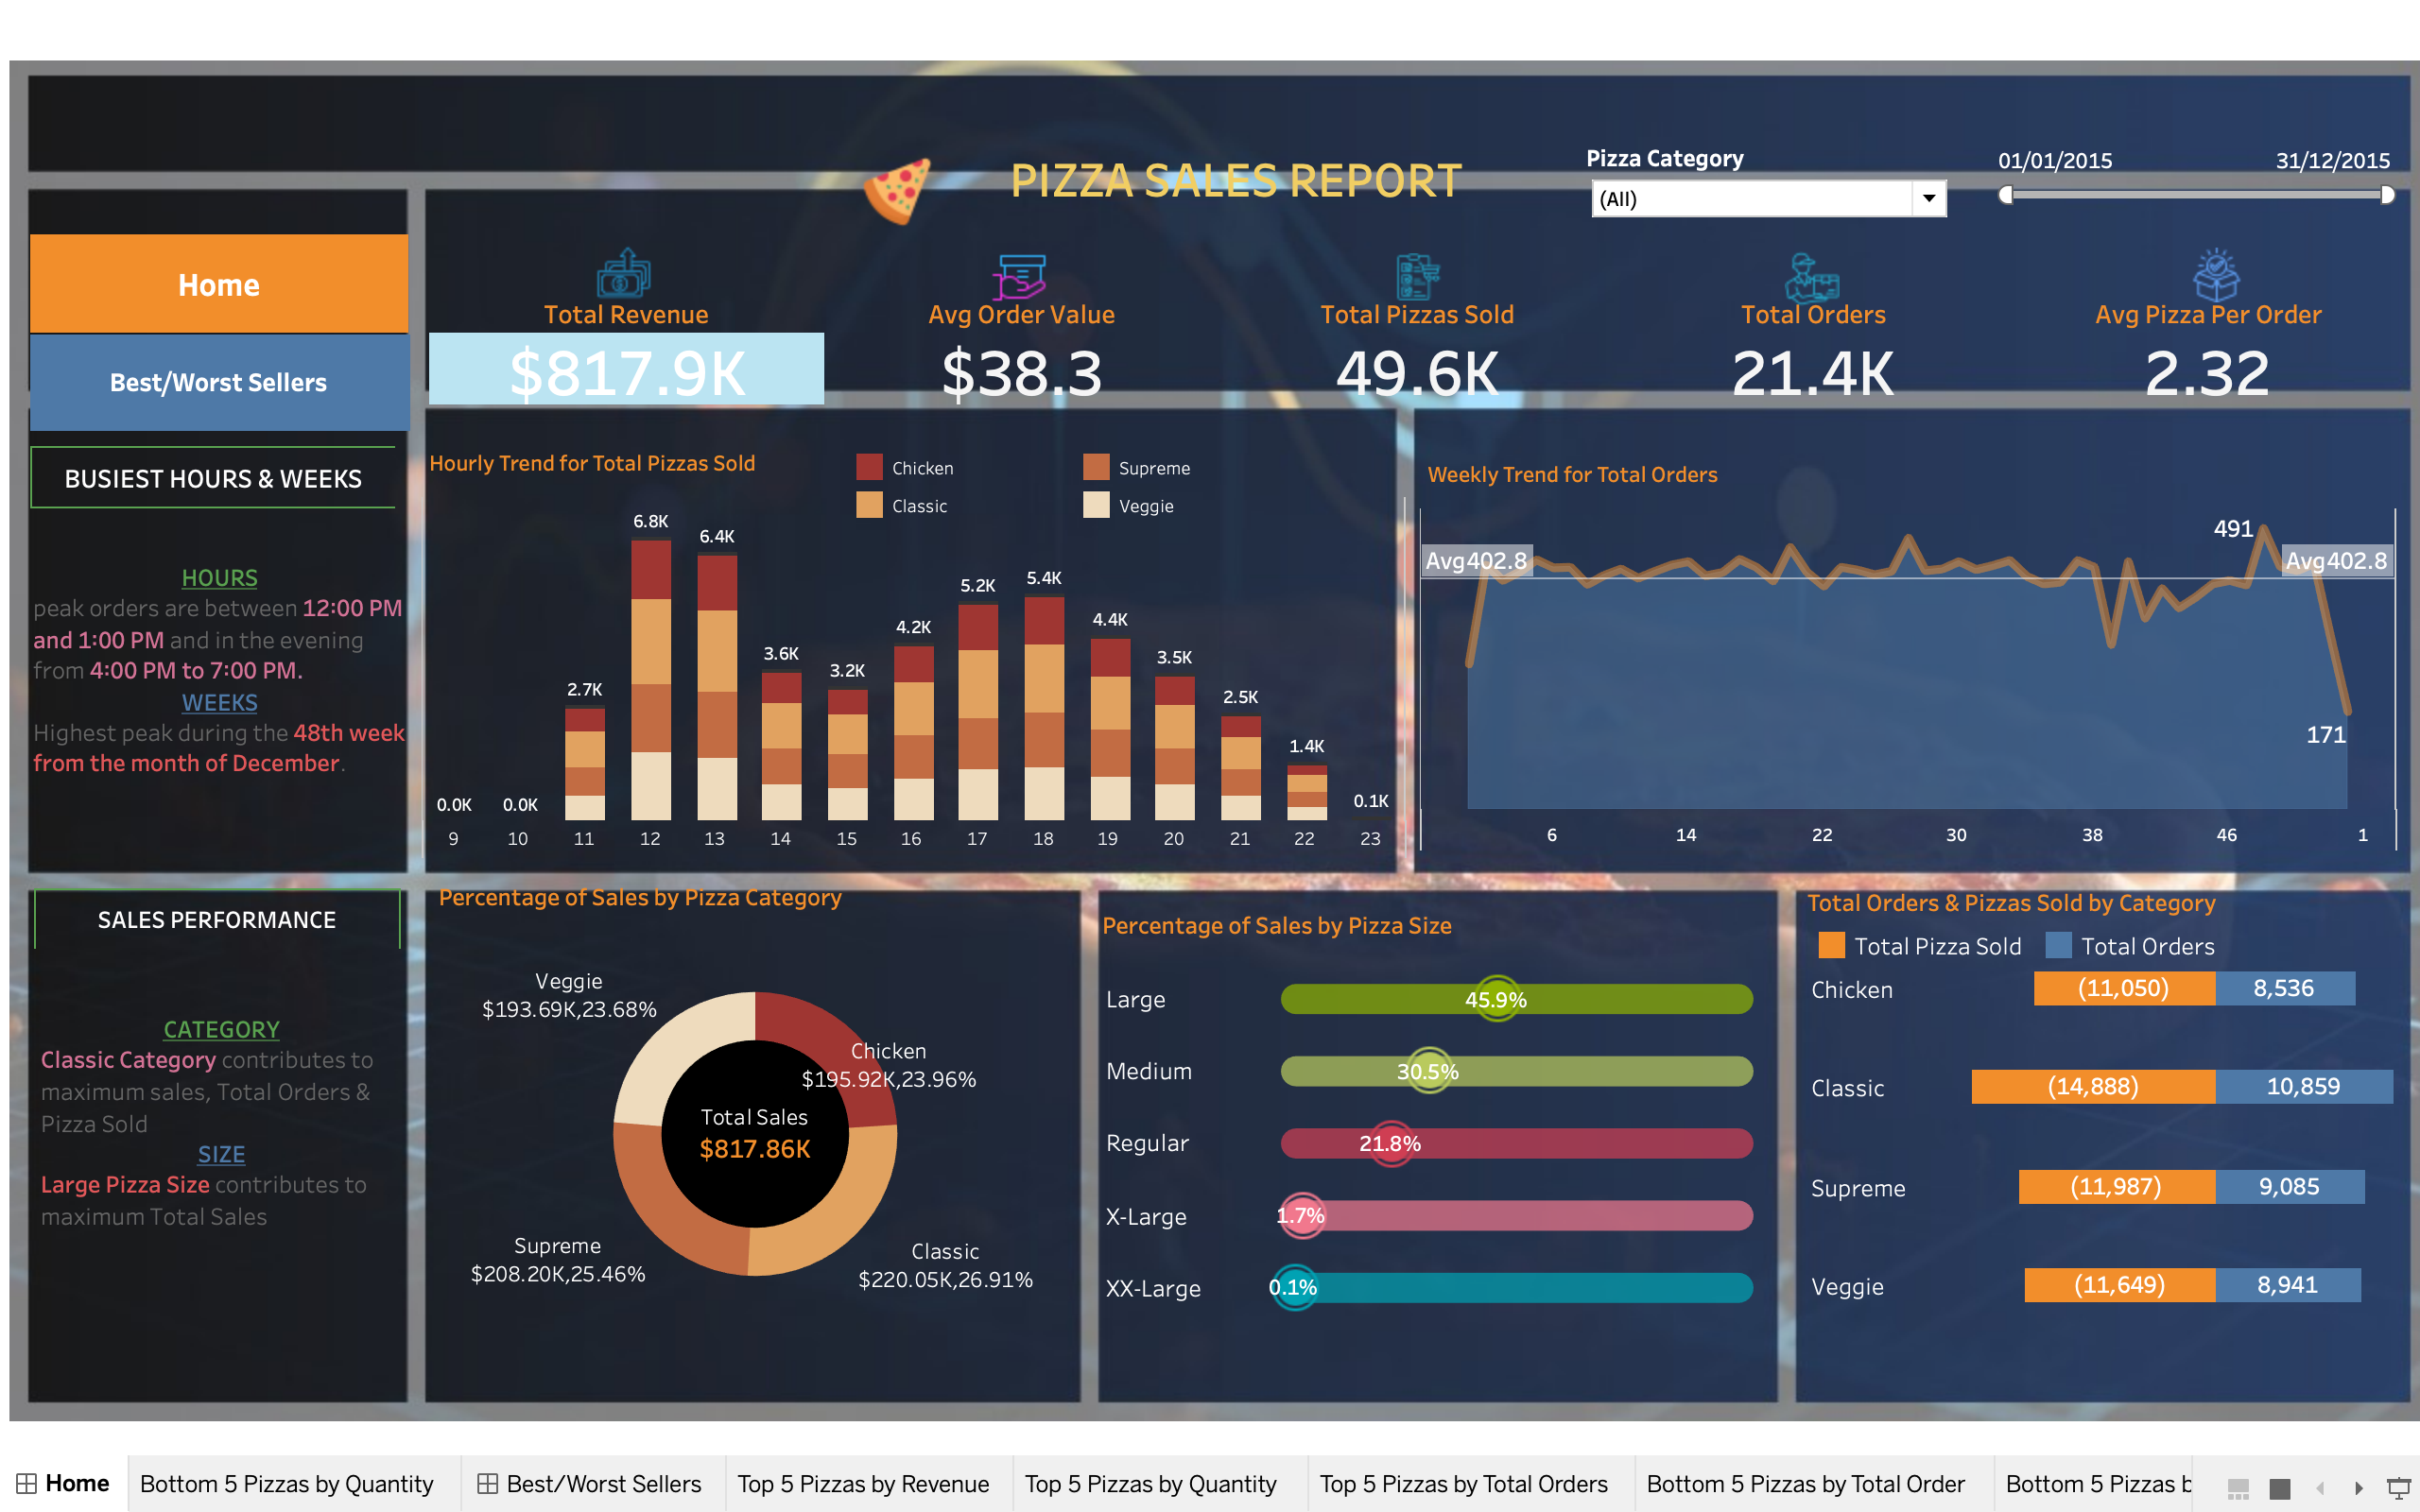 PIZZA SALES REPORT
Pizza Category
(All)
01/01/2015
31/12/2015
Home
Best/Worst Sellers
Total Revenue
$817.9K
Avg Order Value
$38.3
Total Pizzas Sold
49.6K
Total Orders
21.4K
Avg Pizza Per Order
2.32
BUSIEST HOURS & WEEKS
HOURS
peak orders are between 12:00 PM
and 1:00 PM and in the evening
from 4:00 PM to 7:00 PM.
WEEKS
Highest peak during the 48th week
from the month of December.
Hourly Trend for Total Pizzas Sold
Chicken
Supreme
Classic
Veggie
0.0K
0.0K
2.7K
6.8K
6.4K
3.6K
3.2K
4.2K
5.2K
5.4K
4.4K
3.5K
2.5K
1.4K
0.1K
9 10 11 12 13 14 15 16 17 18 19 20 21 22 23
Weekly Trend for Total Orders
Avg402.8
491
Avg402.8
171
6 14 22 30 38 46 1
SALES PERFORMANCE
CATEGORY
Classic Category contributes to
maximum sales, Total Orders &
Pizza Sold
SIZE
Large Pizza Size contributes to
maximum Total Sales
Percentage of Sales by Pizza Category
Veggie
$193.69K,23.68%
Chicken
$195.92K,23.96%
Total Sales
$817.86K
Supreme
$208.20K,25.46%
Classic
$220.05K,26.91%
Percentage of Sales by Pizza Size
Large 45.9%
Medium 30.5%
Regular 21.8%
X-Large 1.7%
XX-Large 0.1%
Total Orders & Pizzas Sold by Category
Total Pizza Sold Total Orders
Chicken (11,050) 8,536
Classic (14,888) 10,859
Supreme (11,987) 9,085
Veggie (11,649) 8,941
Home
Bottom 5 Pizzas by Quantity
Best/Worst Sellers
Top 5 Pizzas by Revenue
Top 5 Pizzas by Quantity
Top 5 Pizzas by Total Orders
Bottom 5 Pizzas by Total Order
Bottom 5 Pizzas b